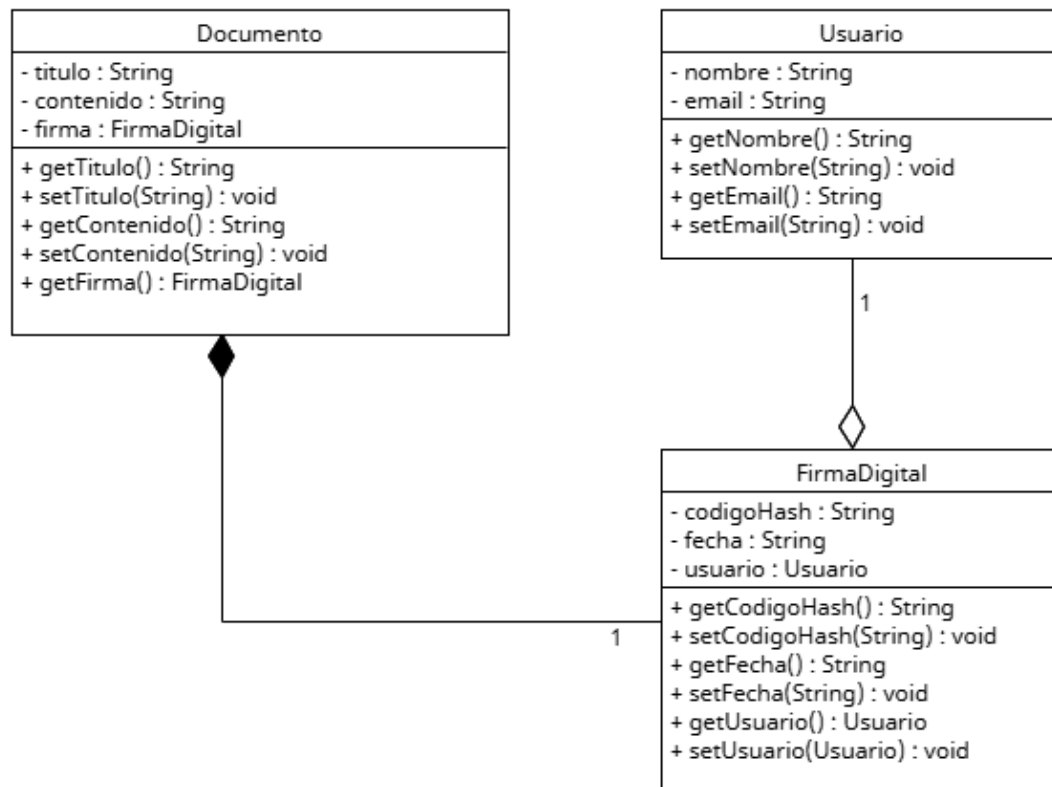 Documento
- titulo : String
- contenido : String
- firma : FirmaDigital
+ getTitulo() : String
+ setTitulo(String) : void
+ getContenido() : String
+ setContenido(String) : void
+ getFirma() : FirmaDigital
Usuario
- nombre : String
- email : String
+ getNombre() : String
+ setNombre(String) : void
+ getEmail() : String
+ setEmail(String) : void
1
FirmaDigital
- codigoHash : String
- fecha : String
- usuario : Usuario
+ getCodigoHash() : String
+ setCodigoHash(String) : void
+ getFecha() : String
+ setFecha(String) : void
+ getUsuario() : Usuario
+ setUsuario(Usuario) : void
1